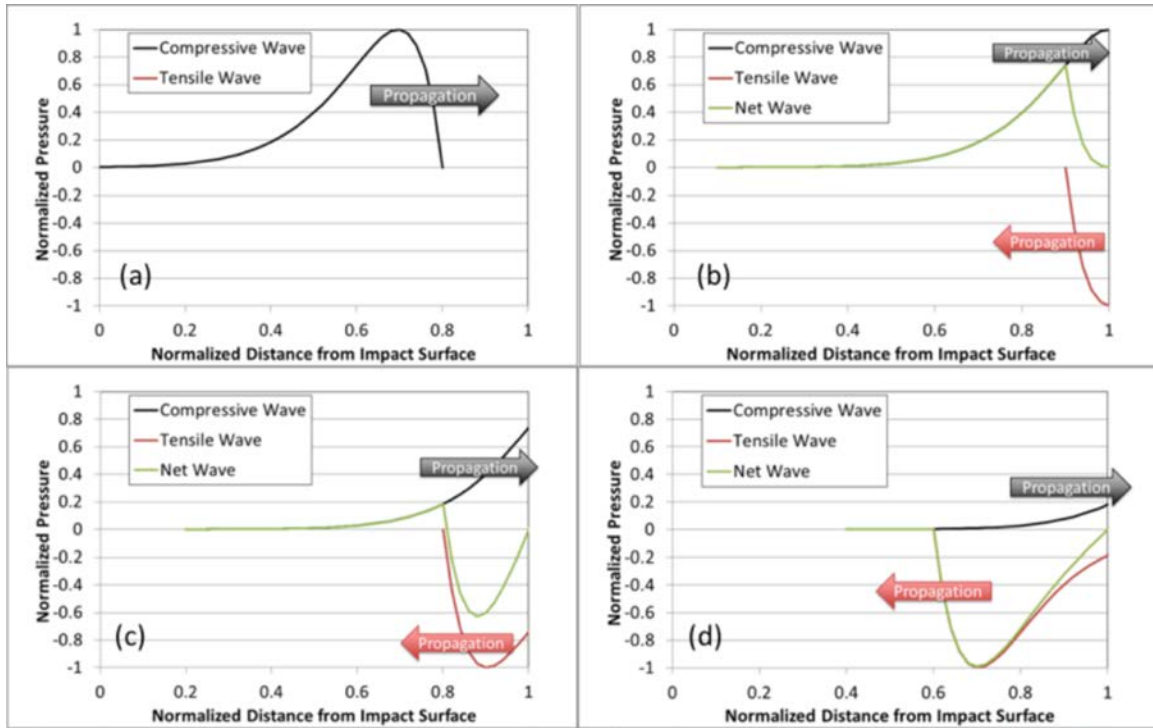 Normalized Pressure
1
0.8
0.6
0.4
0.2
0
-0.2
-0.4
-0.6
-0.8
-1
Compressive Wave
Tensile Wave
Propagation
(a)
0 0.2 0.4 0.6 0.8 1
Normalized Distance from Impact Surface
Normalized Pressure
1
0.8
0.6
0.4
0.2
0
-0.2
-0.4
-0.6
-0.8
-1
Compressive Wave
Tensile Wave
Net Wave
Propagation
Propagation
(b)
0 0.2 0.4 0.6 0.8 1
Normalized Distance from Impact Surface
Normalized Pressure
1
0.8
0.6
0.4
0.2
0
-0.2
-0.4
-0.6
-0.8
-1
Compressive Wave
Tensile Wave
Net Wave
Propagation
Propagation
(c)
0 0.2 0.4 0.6 0.8 1
Normalized Distance from Impact Surface
Normalized Pressure
1
0.8
0.6
0.4
0.2
0
-0.2
-0.4
-0.6
-0.8
-1
Compressive Wave
Tensile Wave
Net Wave
Propagation
Propagation
(d)
0 0.2 0.4 0.6 0.8 1
Normalized Distance from Impact Surface